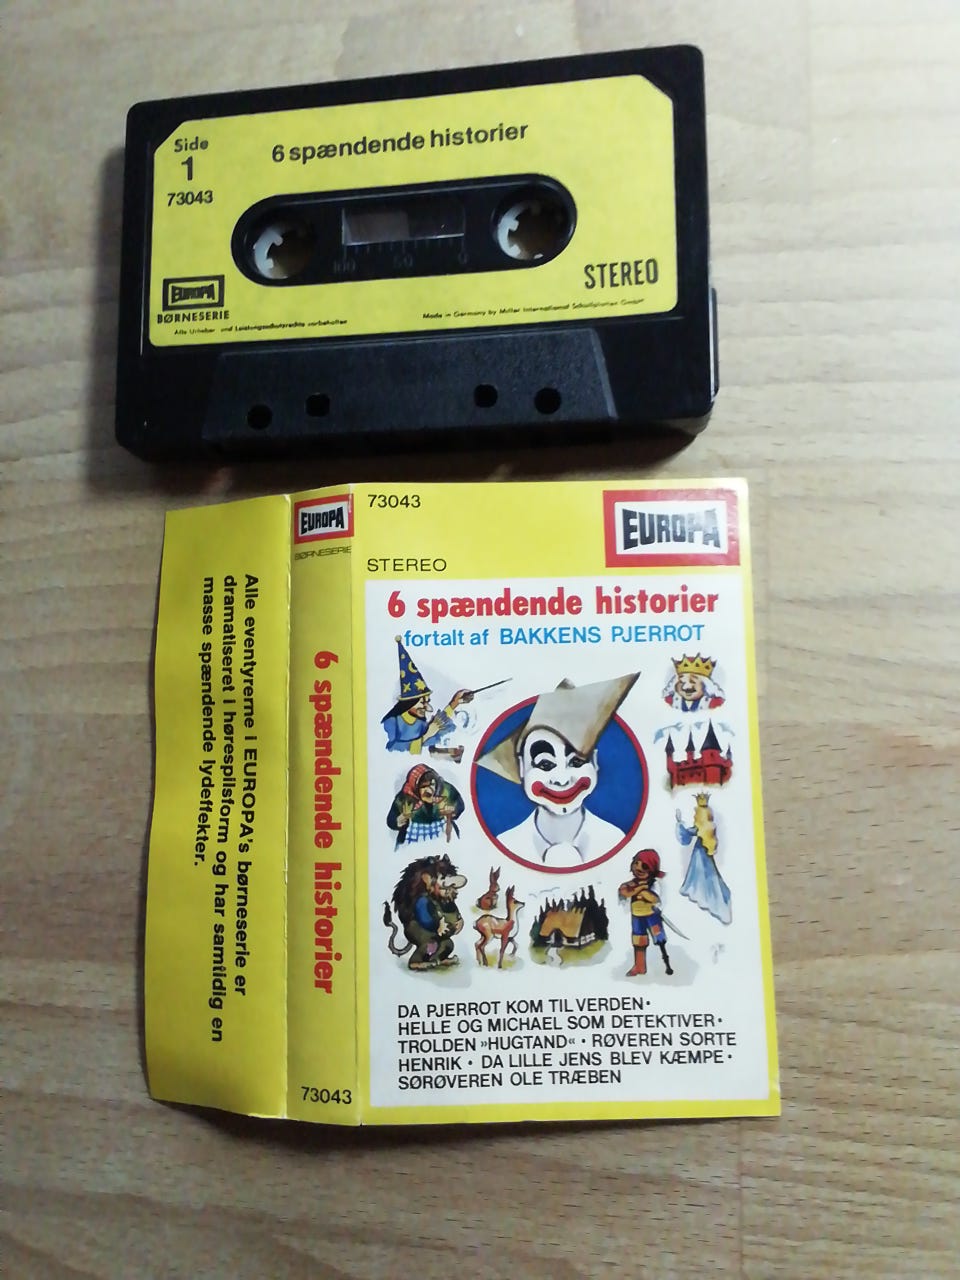 Side
1
73043
6 spændende historier
EUROPA
BØRNESERIE
STEREO
Alle Urheber- und Leistungsschutzrechte vorbehalten
Made in Germany by Miller International Schallplatten GmbH
73043
EUROPA
STEREO
6 spændende historier
fortalt af BAKKENS PJERROT
DA PJERROT KOM TIL VERDEN •
HELLE OG MICHAEL SOM DETEKTIVER •
TROLDEN »HUGTAND« • RØVEREN SORTE
HENRIK • DA LILLE JENS BLEV KÆMPE •
SØRØVEREN OLE TRÆBEN
EUROPA
BØRNESERIE
6 spændende historier
73043
Alle eventyrerne i EUROPA's børneserie er
dramatiseret i hørespilsform og har samtidig en
masse spændende lydeffekter.